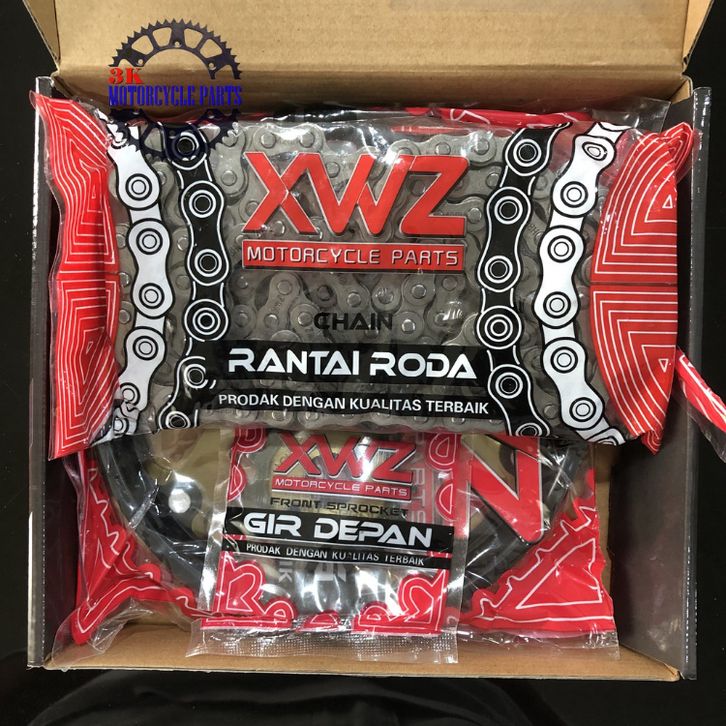 3K
MOTORCYCLE PARTS
XWZ
MOTORCYCLE PARTS
CHAIN
RANTAI RODA
PRODAK DENGAN KUALITAS TERBAIK
XWZ
MOTORCYCLE PARTS
FRONT SPROCKET
GIR DEPAN
PRODAK DENGAN KUALITAS TERBAIK